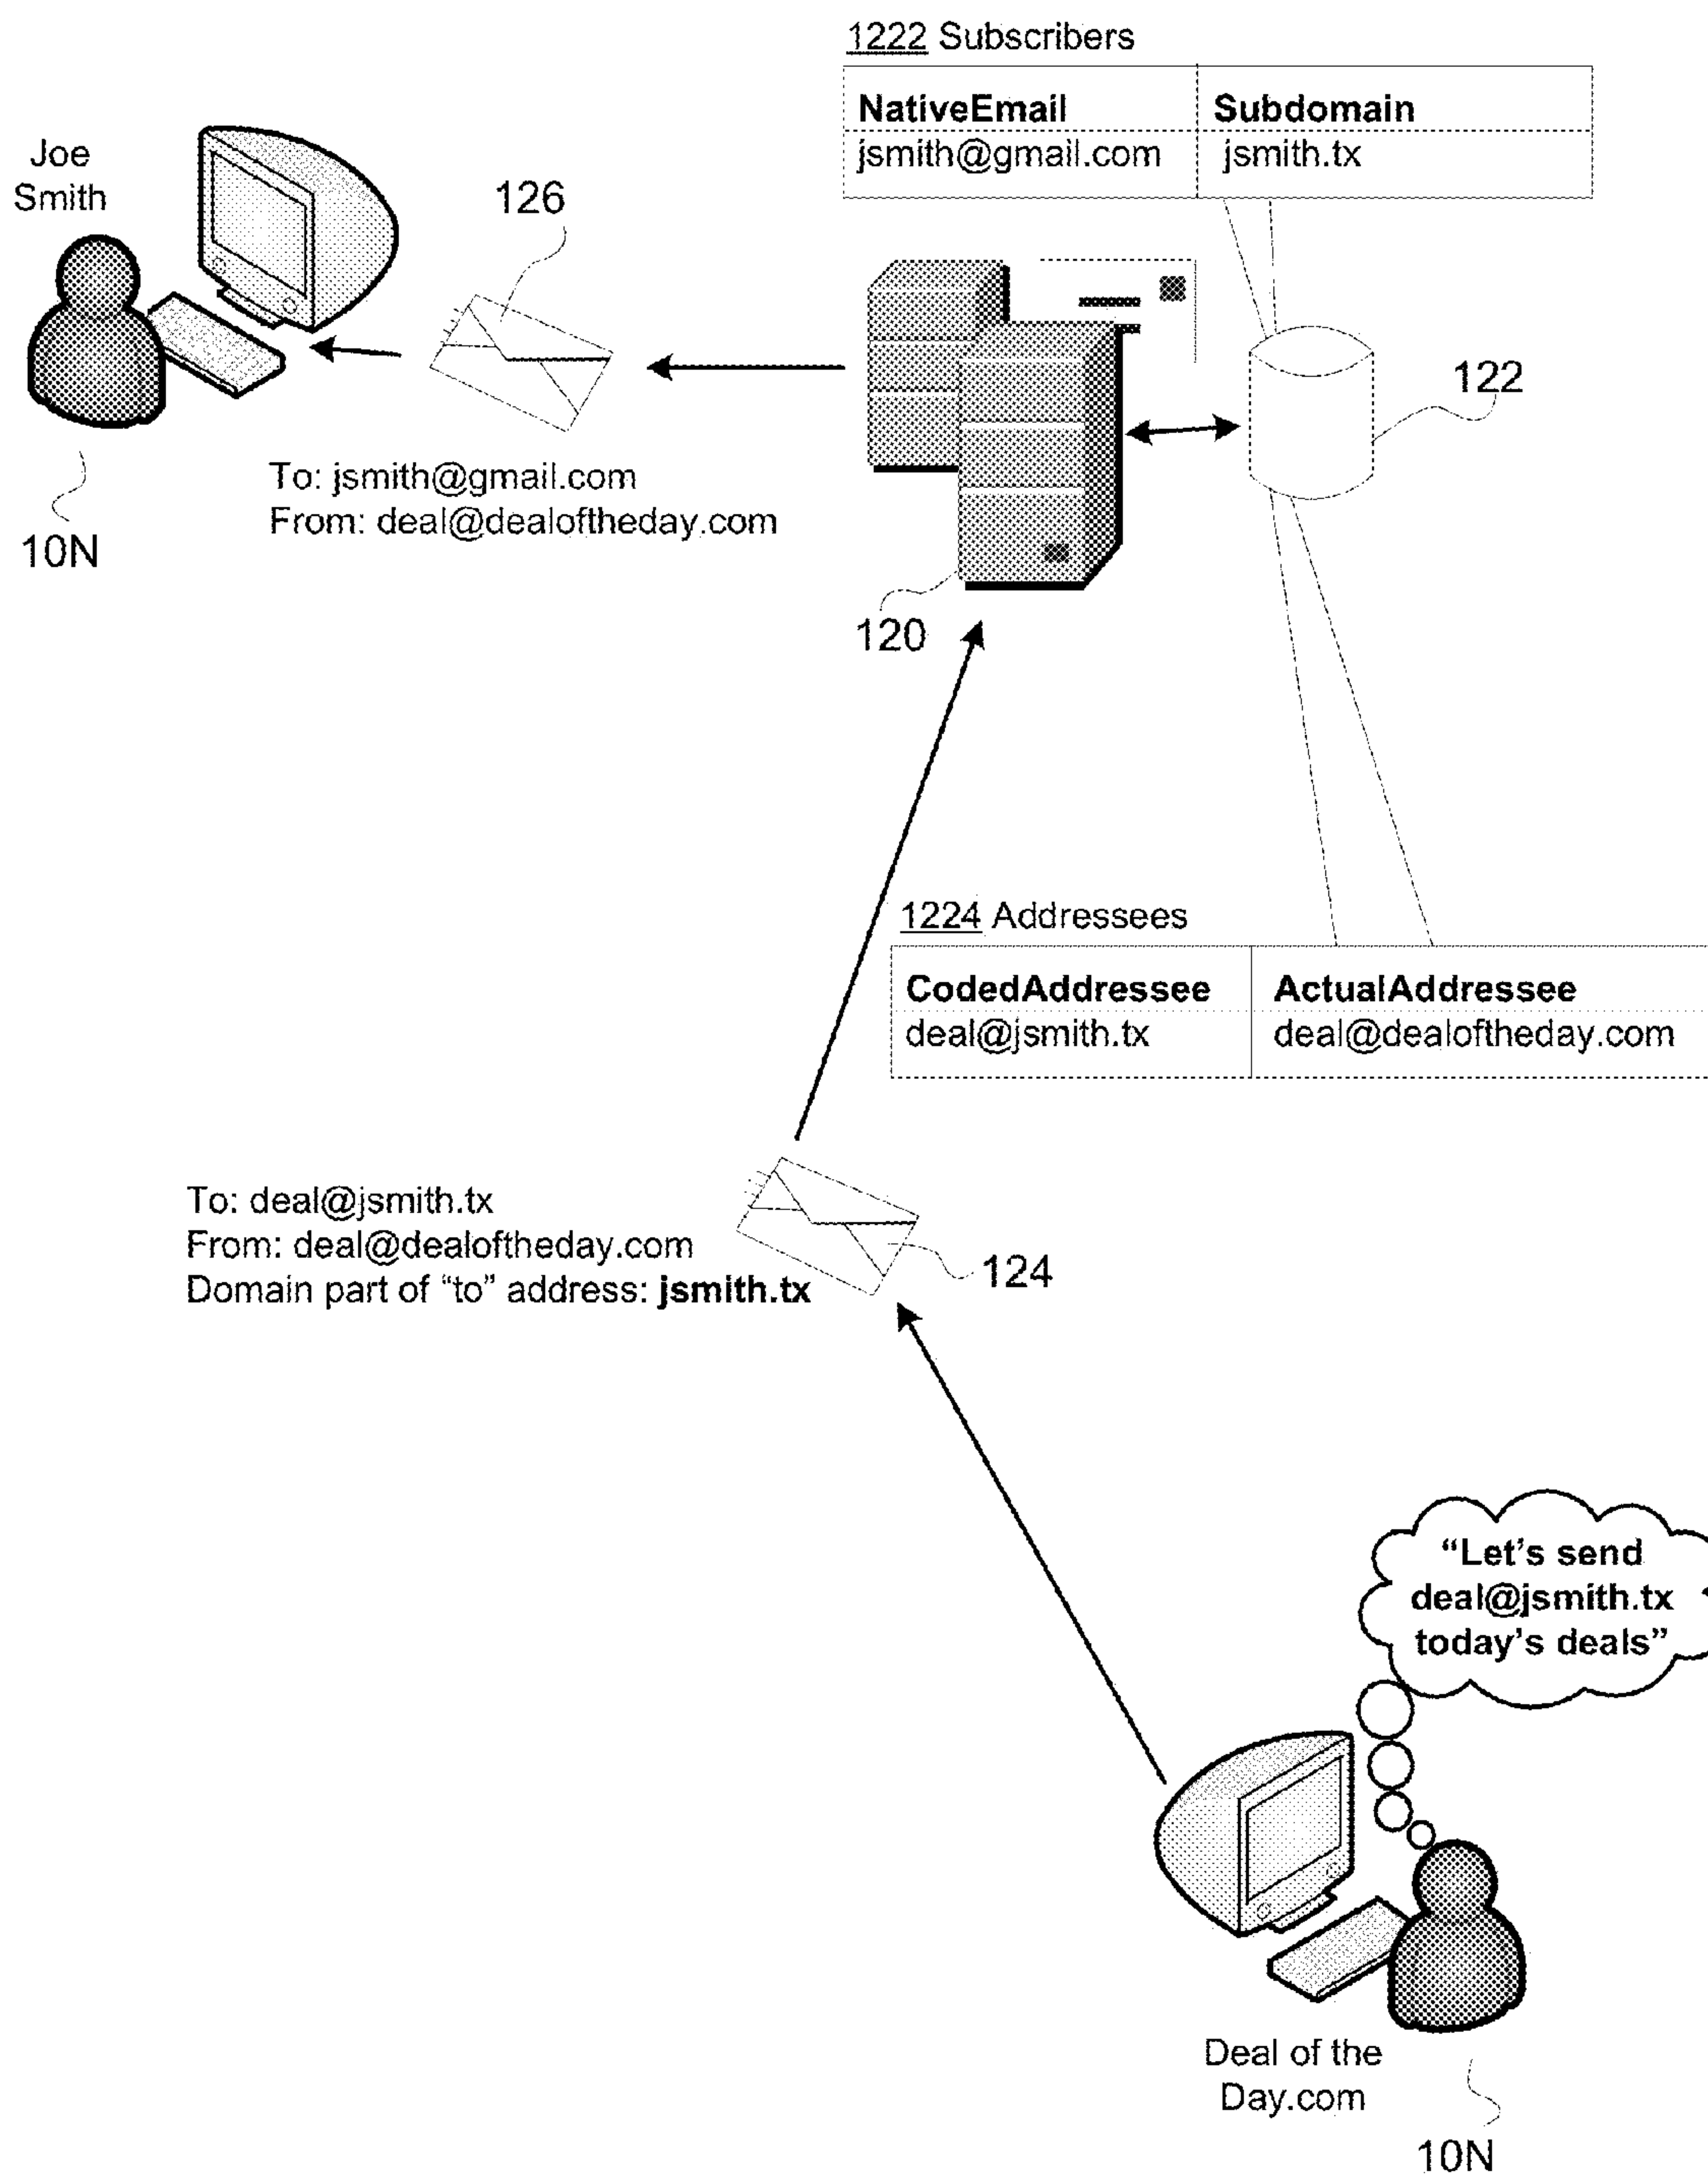 1222 Subscribers
NativeEmail Subdomain
jsmith@gmail.com jsmith.tx
Joe
Smith
126
122
To: jsmith@gmail.com
From: deal@dealoftheday.com
10N
120
1224 Addressees
CodedAddressee ActualAddressee
deal@jsmith.tx deal@dealoftheday.com
To: deal@jsmith.tx
From: deal@dealoftheday.com
Domain part of “to” address: jsmith.tx
124
“Let’s send
deal@jsmith.tx
today’s deals”
Deal of the
Day.com
10N